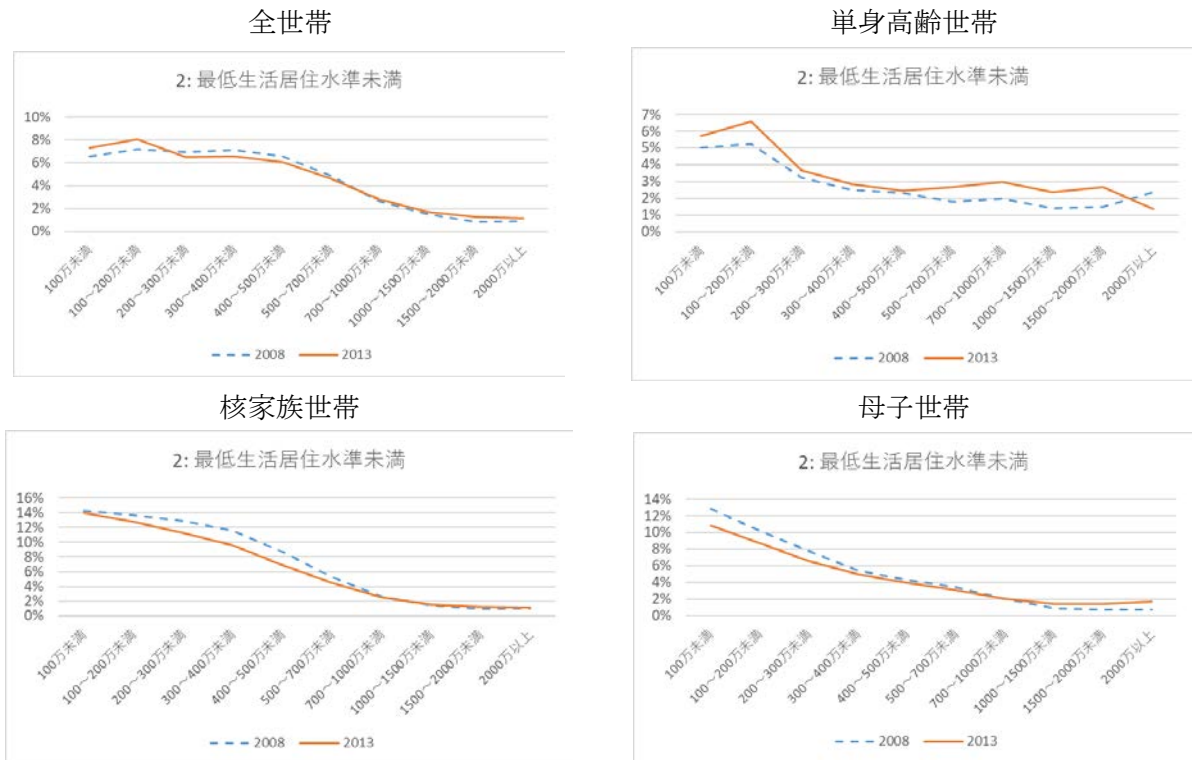 全世帯
2: 最低生活居住水準未満
10%
8%
6%
4%
2%
0%
100万未満
100～200万未満
200～300万未満
300～400万未満
400～500万未満
500～700万未満
700～1000万未満
1000～1500万未満
1500～2000万未満
2000万以上
2008
2013
単身高齢世帯
2: 最低生活居住水準未満
7%
6%
5%
4%
3%
2%
1%
0%
100万未満
100～200万未満
200～300万未満
300～400万未満
400～500万未満
500～700万未満
700～1000万未満
1000～1500万未満
1500～2000万未満
2000万以上
2008
2013
核家族世帯
2: 最低生活居住水準未満
16%
14%
12%
10%
8%
6%
4%
2%
0%
100万未満
100～200万未満
200～300万未満
300～400万未満
400～500万未満
500～700万未満
700～1000万未満
1000～1500万未満
1500～2000万未満
2000万以上
2008
2013
母子世帯
2: 最低生活居住水準未満
14%
12%
10%
8%
6%
4%
2%
0%
100万未満
100～200万未満
200～300万未満
300～400万未満
400～500万未満
500～700万未満
700～1000万未満
1000～1500万未満
1500～2000万未満
2000万以上
2008
2013